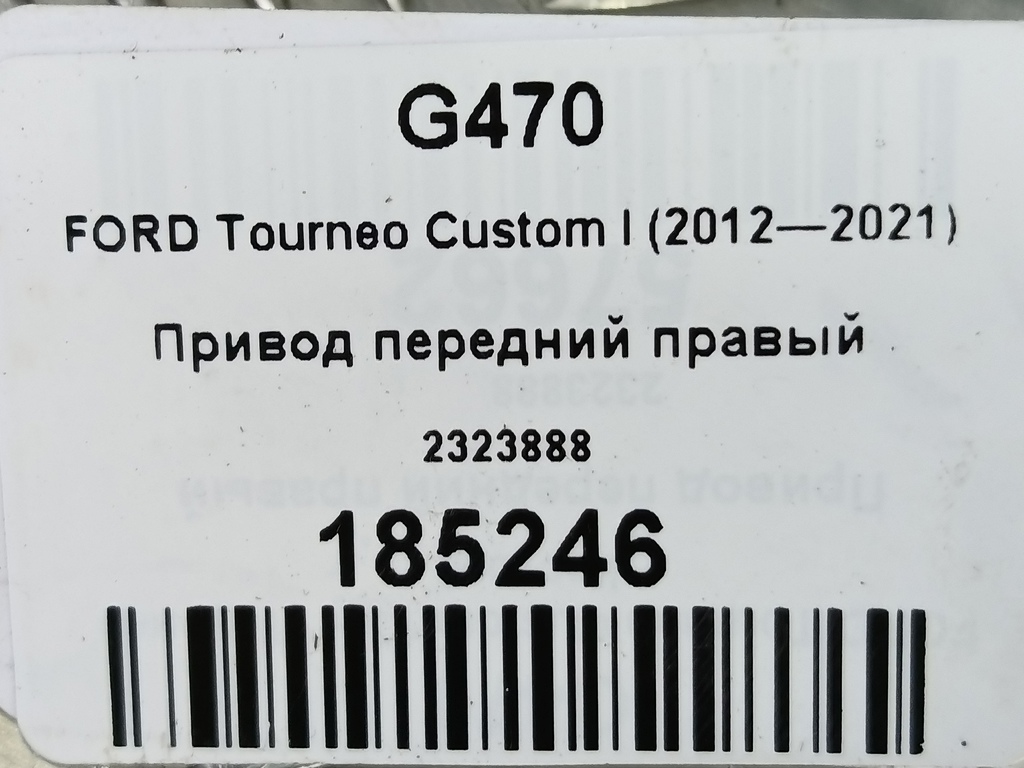 G470
FORD Tourneo Custom I (2012—2021)
Привод передний правый
2323888
185246